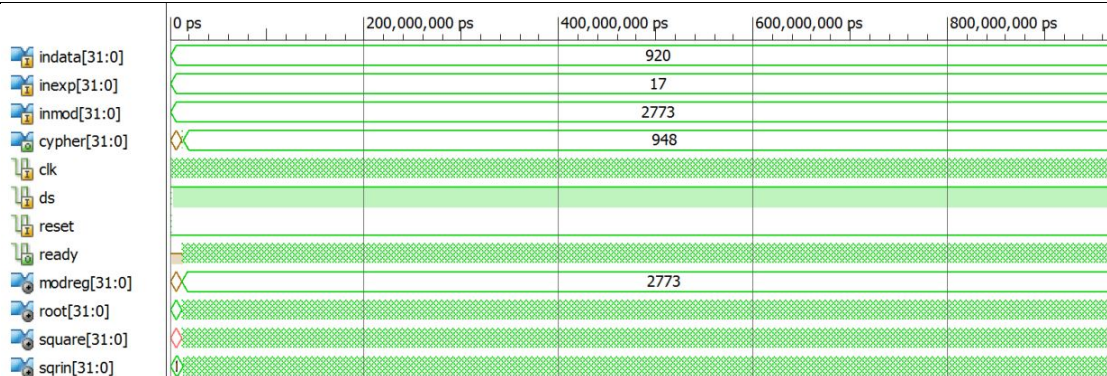 0 ps 200,000,000 ps 400,000,000 ps 600,000,000 ps 800,000,000 ps
indata[31:0] 920
inexp[31:0] 17
inmod[31:0] 2773
cypher[31:0] 948
clk
ds
reset
ready
modreg[31:0] 2773
root[31:0]
square[31:0]
sqrin[31:0]